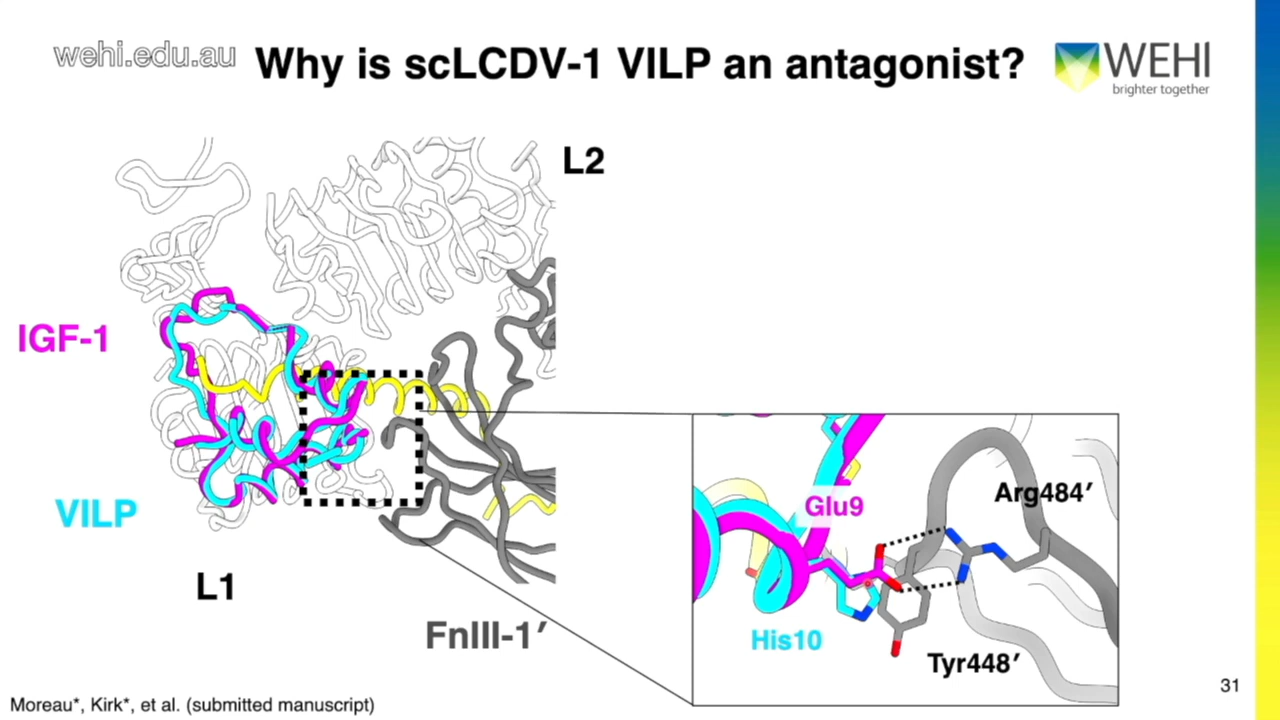 wehi.edu.au
Why is scLCDV-1 VILP an antagonist?
WEHI
brighter together
L2
IGF-1
VILP
L1
FnIII-1′
Glu9
Arg484′
His10
Tyr448′
31
Moreau*, Kirk*, et al. (submitted manuscript)